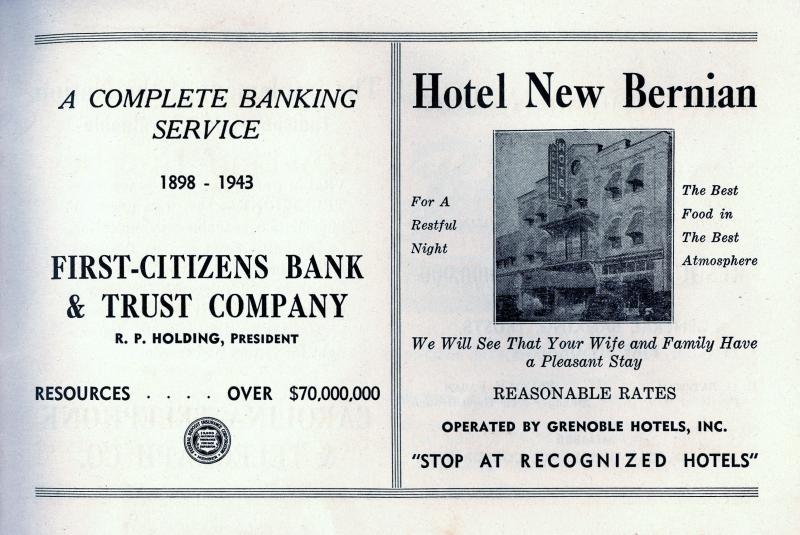 A COMPLETE BANKING
SERVICE
1898 - 1943
FIRST-CITIZENS BANK
& TRUST COMPANY
R. P. HOLDING, PRESIDENT
RESOURCES . . . . OVER $70,000,000
Hotel New Bernian
For A
Restful
Night
HOTEL
The Best
Food in
The Best
Atmosphere
We Will See That Your Wife and Family Have
a Pleasant Stay
REASONABLE RATES
OPERATED BY GRENOBLE HOTELS, INC.
"STOP AT RECOGNIZED HOTELS"